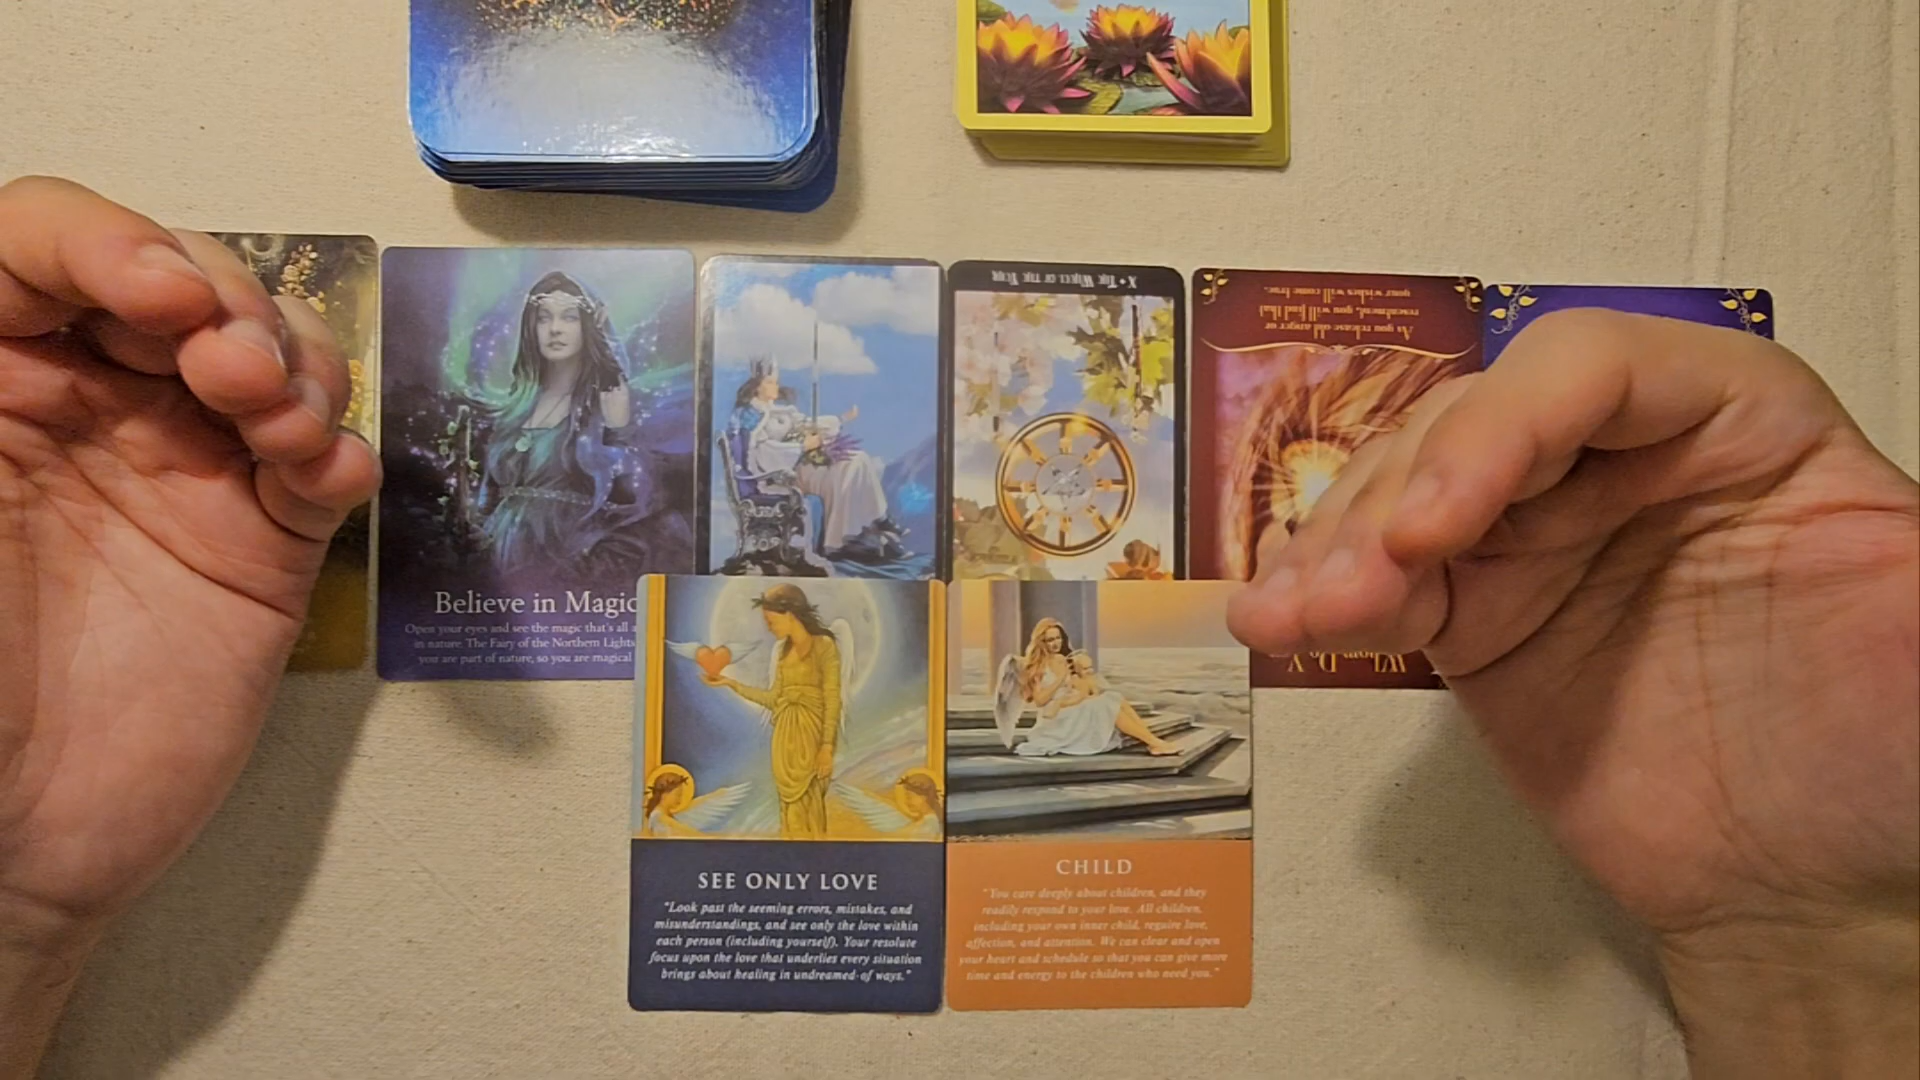 X • The Wheel of the Year
your wishes will come true.
resentment, you will find that
As you release old anger or
Believe in Magic
Open your eyes and see the magic that's all a
in nature. The Fairy of the Northern Lights
you are part of nature, so you are magical
Whom Do Y
SEE ONLY LOVE
"Look past the seeming errors, mistakes, and
misunderstandings, and see only the love within
each person (including yourself). Your resolute
focus upon the love that underlies every situation
brings about healing in undreamed-of ways."
CHILD
"You care deeply about children, and they
readily respond to your love. All children,
including your own inner child, require love,
affection, and attention. We can clear and open
your heart and schedule so that you can give more
time and energy to the children who need you."